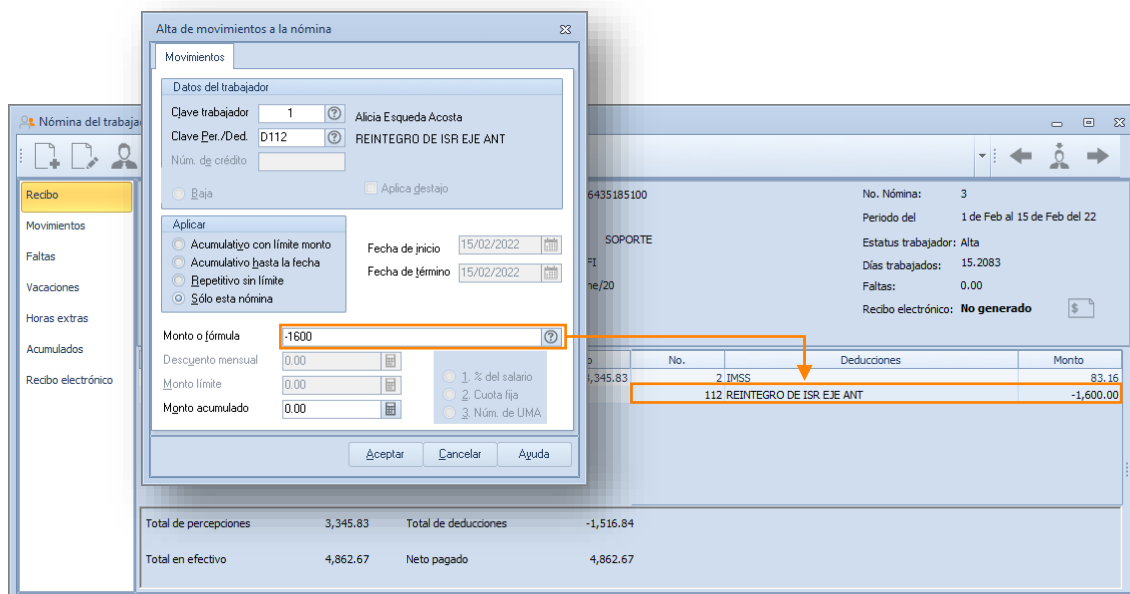 Alta de movimientos a la nómina
Movimientos
Datos del trabajador
Clave trabajador 1 Alicia Esqueda Acosta
Clave Per./Ded. D112 REINTEGRO DE ISR EJE ANT
Núm. de crédito
Baja Aplica destajo
Aplicar
Acumulativo con límite monto
Acumulativo hasta la fecha
Repetitivo sin límite
Sólo esta nómina
Fecha de inicio 15/02/2022
Fecha de término 15/02/2022
Monto o fórmula -1600
Descuento mensual 0.00
Monto límite 0.00
Monto acumulado 0.00
1. % del salario
2. Cuota fija
3. Núm. de UMA
Aceptar Cancelar Ayuda
Nómina del trabaja
Recibo
Movimientos
Faltas
Vacaciones
Horas extras
Acumulados
Recibo electrónico
6435185100
SOPORTE
No. Nómina: 3
Periodo del 1 de Feb al 15 de Feb del 22
Estatus trabajador: Alta
Días trabajados: 15.2083
Faltas: 0.00
Recibo electrónico: No generado
No. Deducciones Monto
,345.83 2 IMSS 83.16
112 REINTEGRO DE ISR EJE ANT -1,600.00
Total de percepciones 3,345.83 Total de deducciones -1,516.84
Total en efectivo 4,862.67 Neto pagado 4,862.67